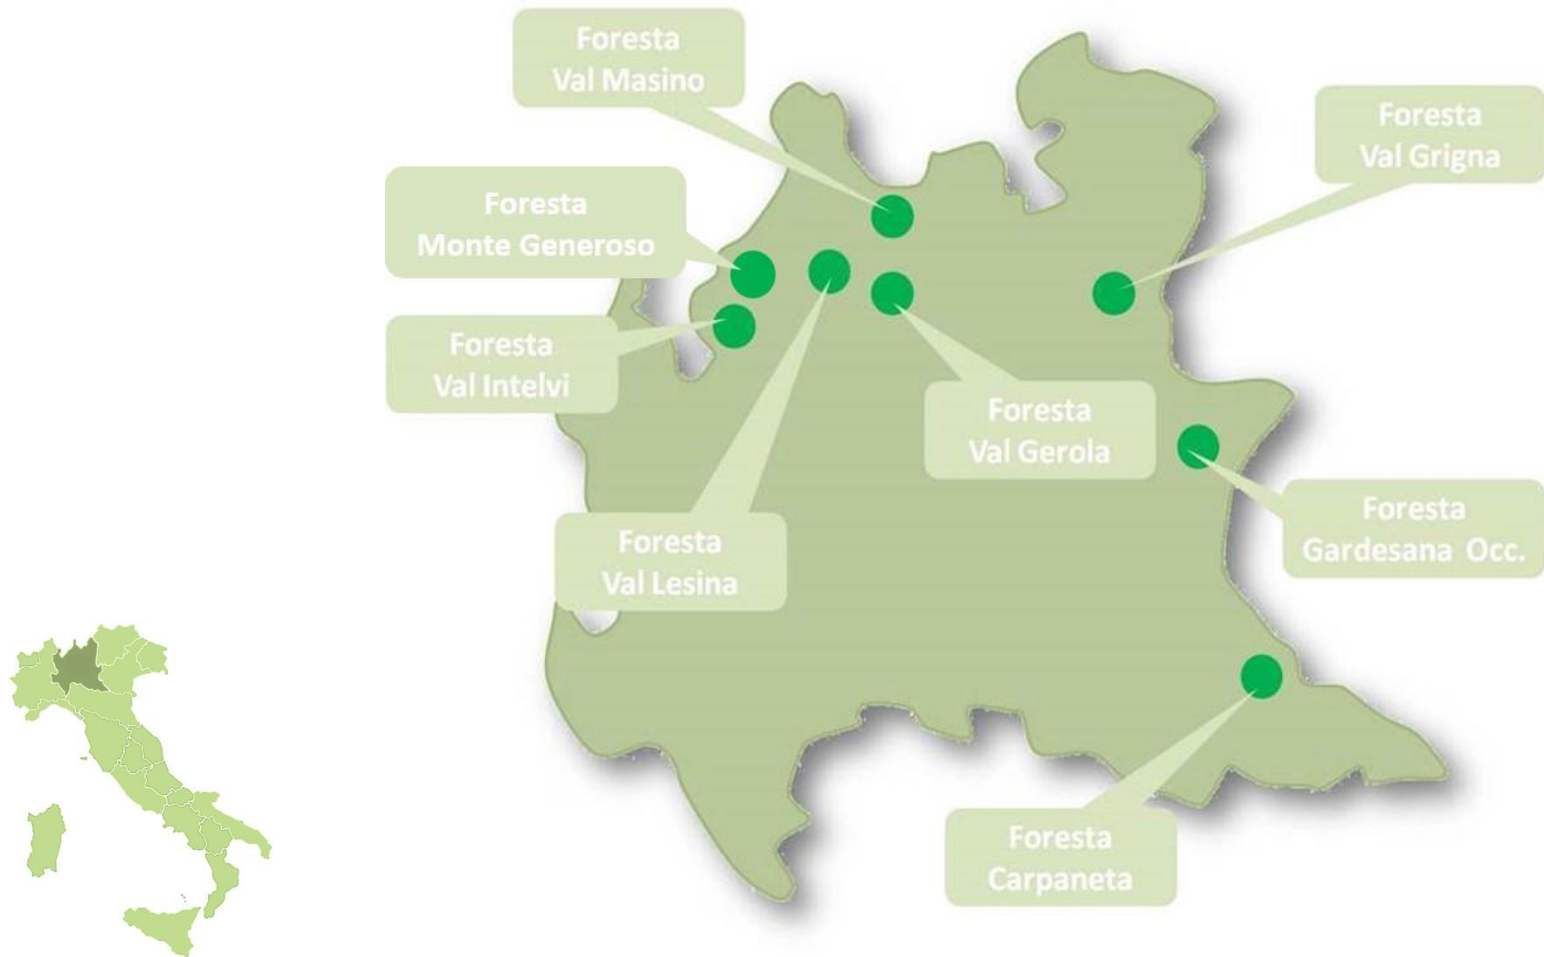 Foresta
Val Masino
Foresta
Val Grigna
Foresta
Monte Generoso
Foresta
Val Intelvi
Foresta
Val Gerola
Foresta
Gardesana Occ.
Foresta
Val Lesina
Foresta
Carpaneta